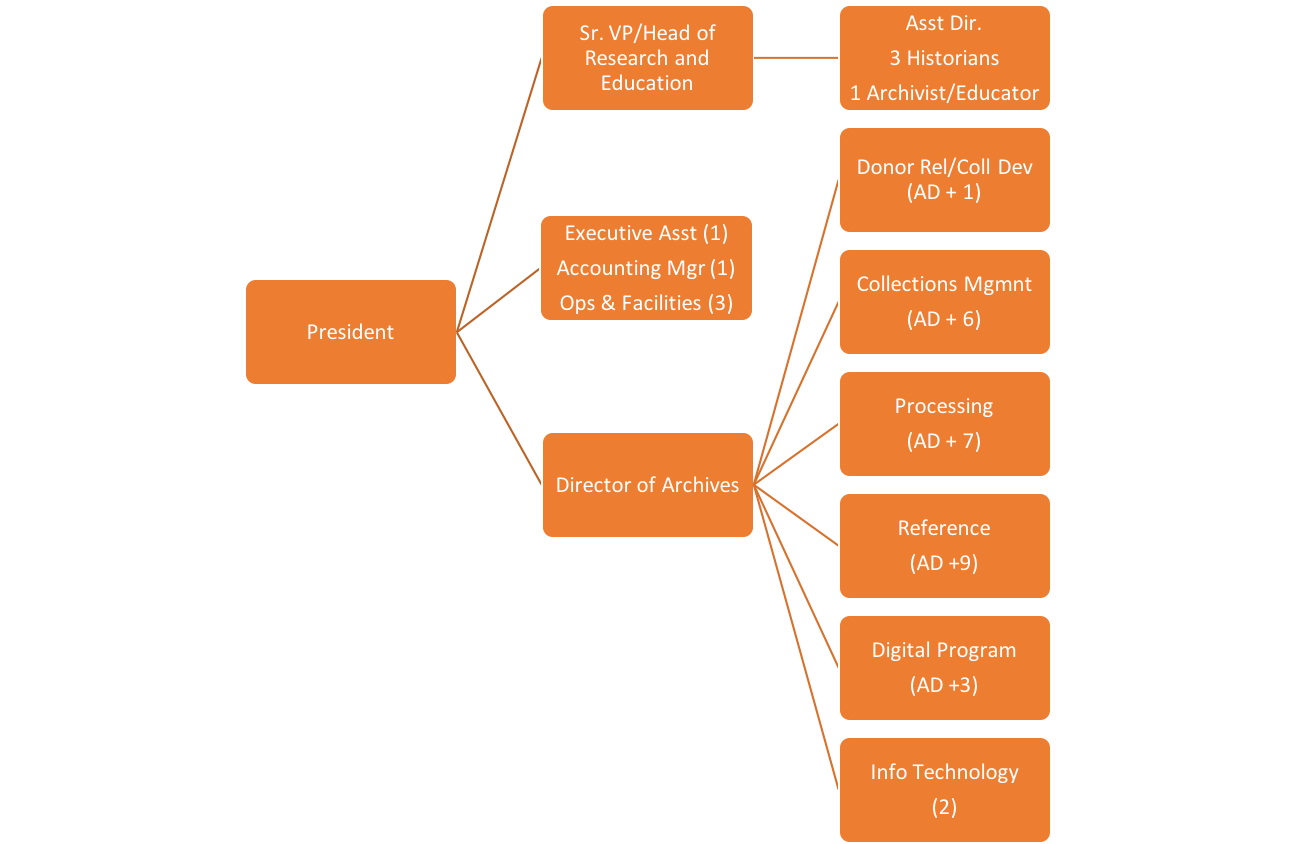 Sr. VP/Head of
Research and
Education
Asst Dir.
3 Historians
1 Archivist/Educator
Donor Rel/Coll Dev
(AD + 1)
Executive Asst (1)
Accounting Mgr (1)
Ops & Facilities (3)
Collections Mgmnt
(AD + 6)
President
Processing
(AD + 7)
Director of Archives
Reference
(AD +9)
Digital Program
(AD +3)
Info Technology
(2)